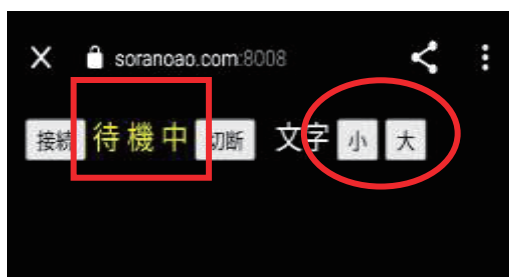 soranoao.com:8008
接続 待機中 切断 文字 小 大